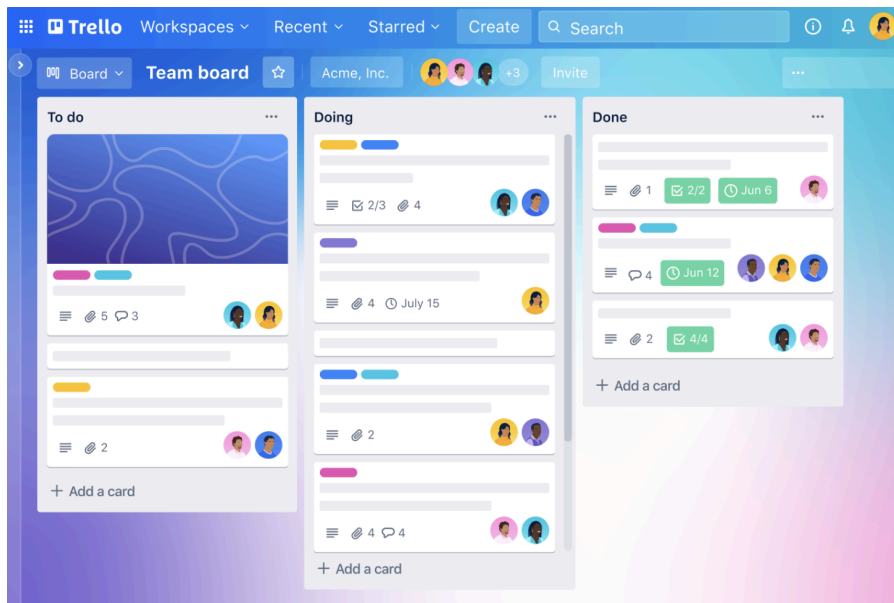 Trello Workspaces Recent Starred Create Search
Board Team board Acme, Inc. +3 Invite
To do
5 3
2
+ Add a card
Doing
2/3 4
4 July 15
2
4 4
+ Add a card
Done
1 2/2 Jun 6
4 Jun 12
2 4/4
+ Add a card